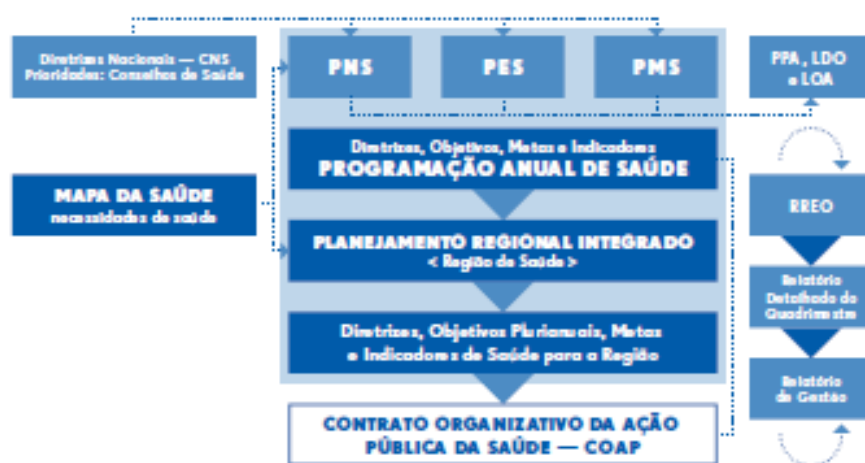 Diretrizes Nacionais — CNS
Prioridades: Conselhos de Saúde
PNS
PES
PMS
PPA, LDO
e LOA
Diretrizes, Objetivos, Metas e Indicadores
PROGRAMAÇÃO ANUAL DE SAÚDE
MAPA DA SAÚDE
necessidades de saúde
RREO
PLANEJAMENTO REGIONAL INTEGRADO
< Região de Saúde >
Relatório
Detalhado do
Quadrimestre
Diretrizes, Objetivos Plurianuais, Metas
e Indicadores de Saúde para a Região
Relatório
de Gestão
CONTRATO ORGANIZATIVO DA AÇÃO
PÚBLICA DA SAÚDE — COAP